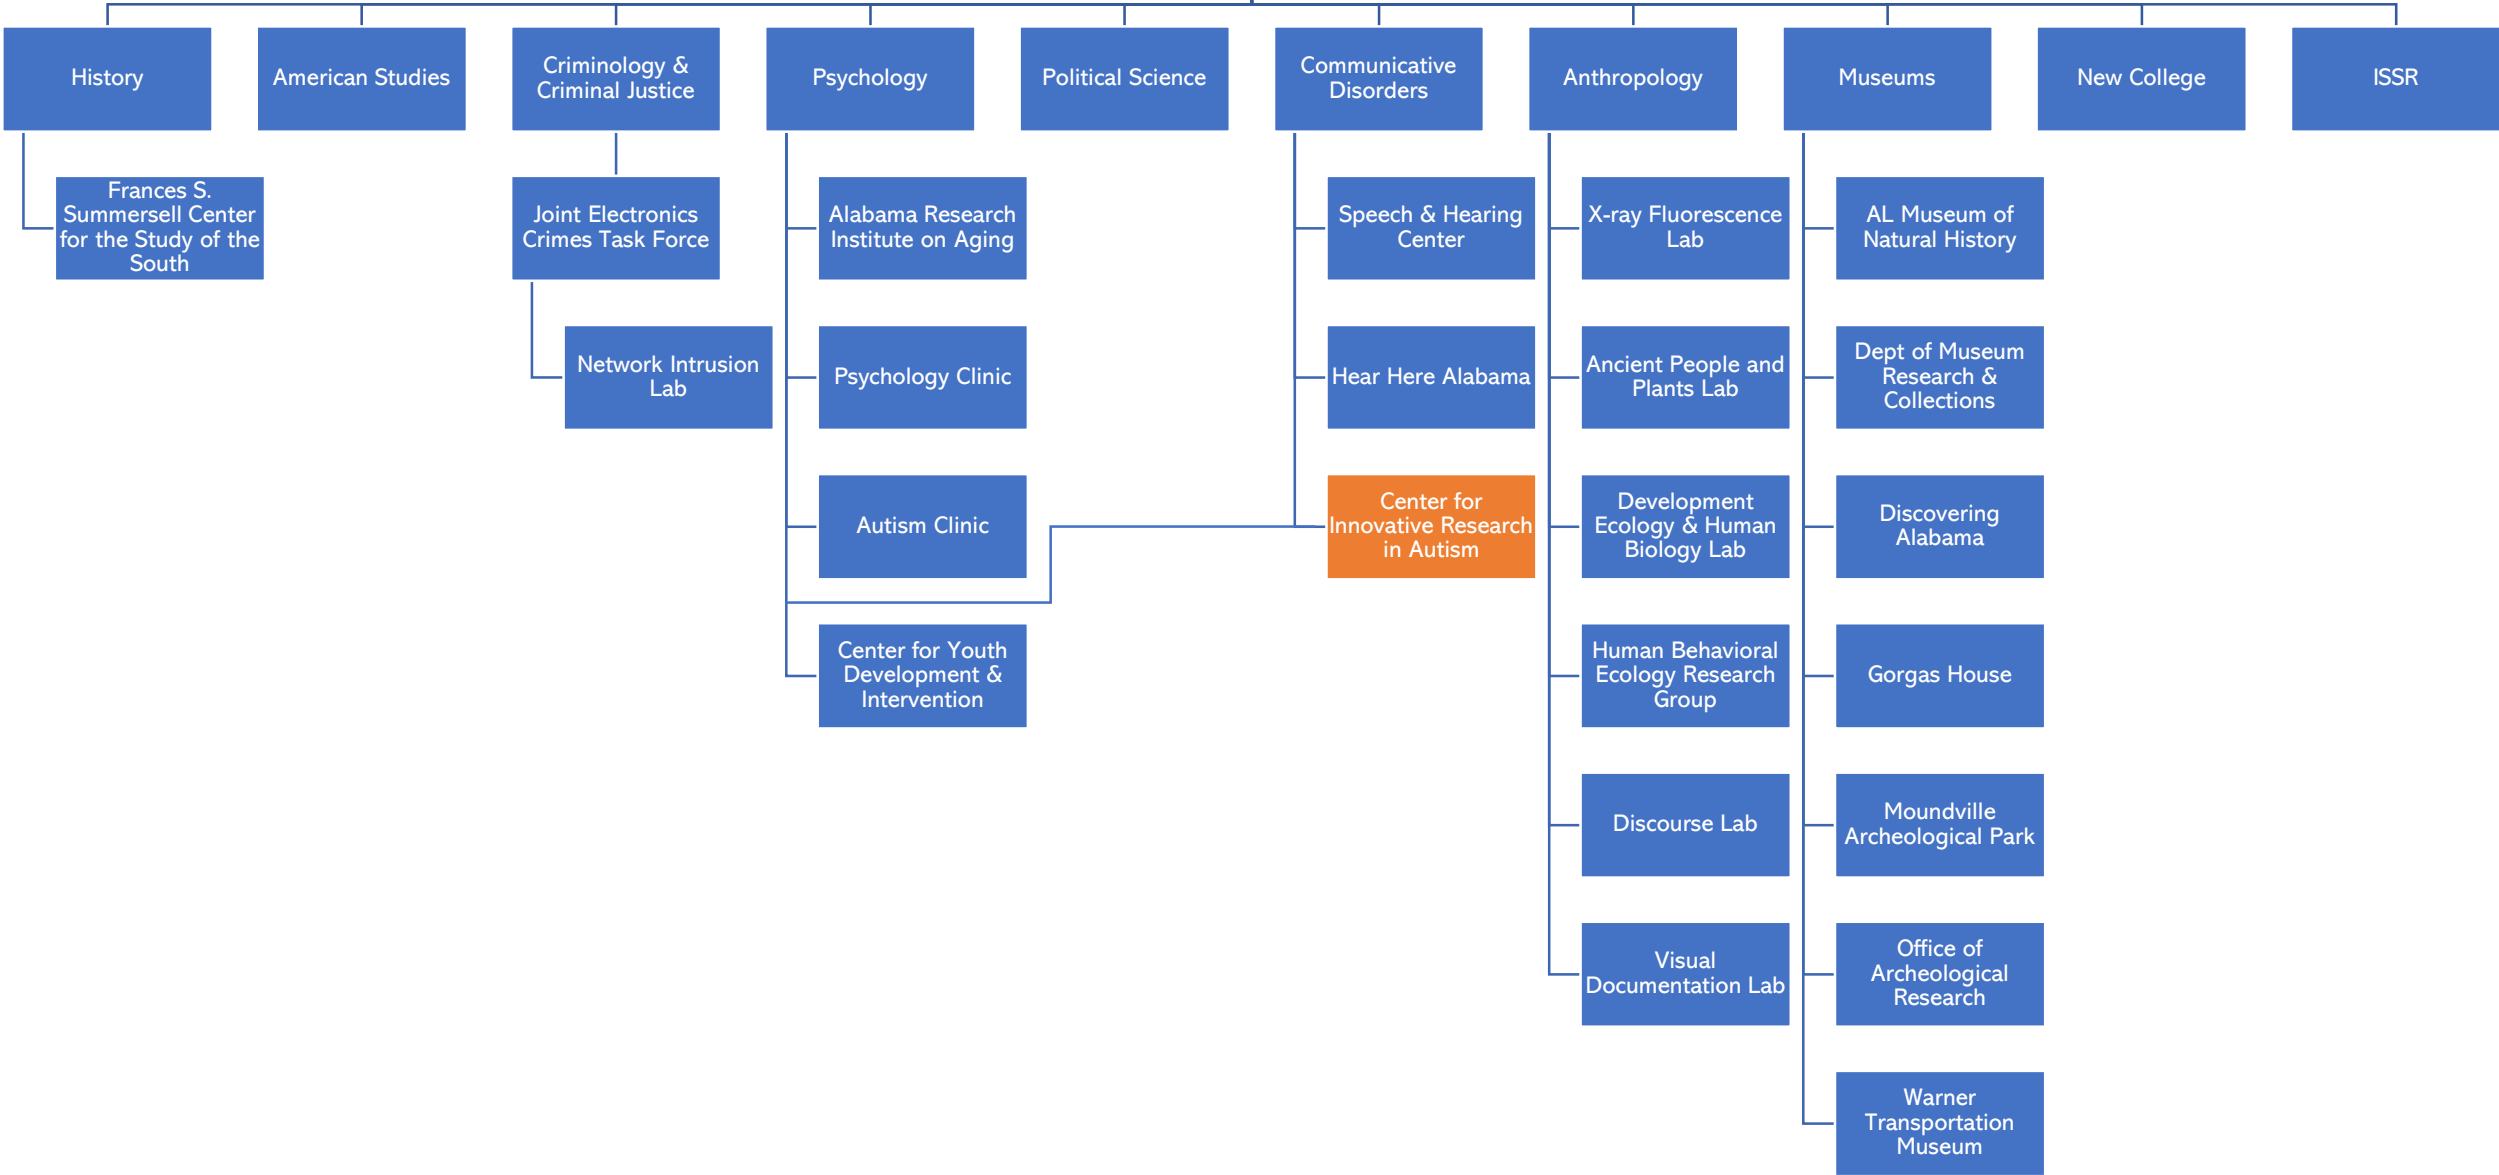 History
American Studies
Criminology &
Criminal Justice
Psychology
Political Science
Communicative
Disorders
Anthropology
Museums
New College
ISSR
Frances S.
Summersell Center
for the Study of the
South
Joint Electronics
Crimes Task Force
Network Intrusion
Lab
Alabama Research
Institute on Aging
Psychology Clinic
Autism Clinic
Center for Youth
Development &
Intervention
Speech & Hearing
Center
Hear Here Alabama
Center for
Innovative Research
in Autism
X-ray Fluorescence
Lab
Ancient People and
Plants Lab
Development
Ecology & Human
Biology Lab
Human Behavioral
Ecology Research
Group
Discourse Lab
Visual
Documentation Lab
AL Museum of
Natural History
Dept of Museum
Research &
Collections
Discovering
Alabama
Gorgas House
Moundville
Archeological Park
Office of
Archeological
Research
Warner
Transportation
Museum